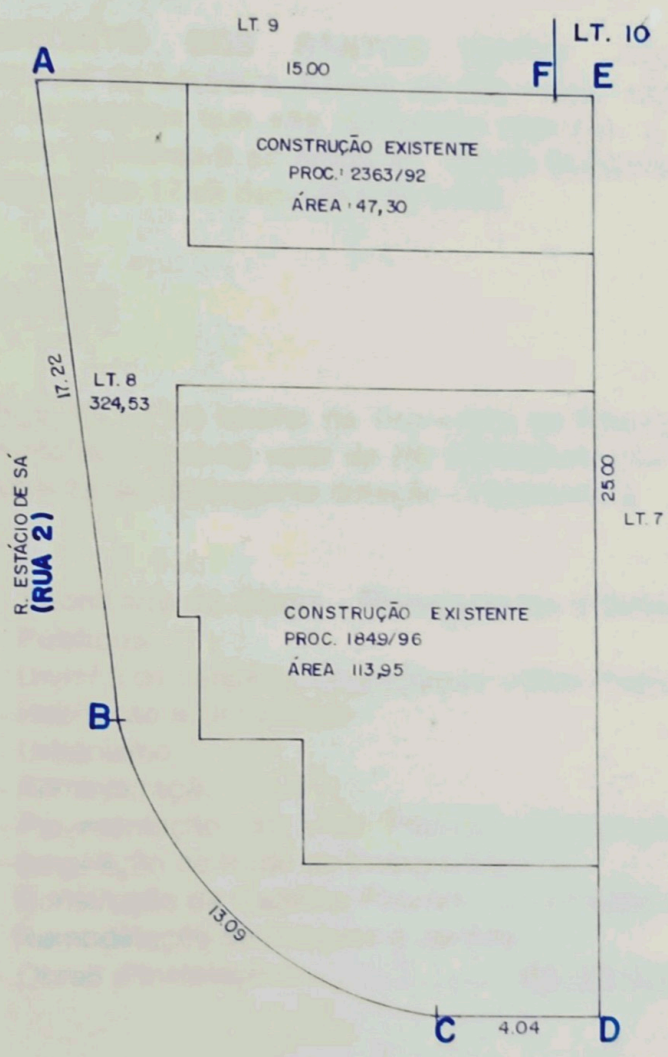 LT. 9
LT. 10
A
15.00
F
E
CONSTRUÇÃO EXISTENTE
PROC.: 2363/92
ÁREA : 47,30
17.22
LT. 8
324,53
R. ESTÁCIO DE SÁ
(RUA 2)
25.00
LT. 7
CONSTRUÇÃO EXISTENTE
PROC. 1849/96
ÁREA 113,95
B
13.09
C
4.04
D